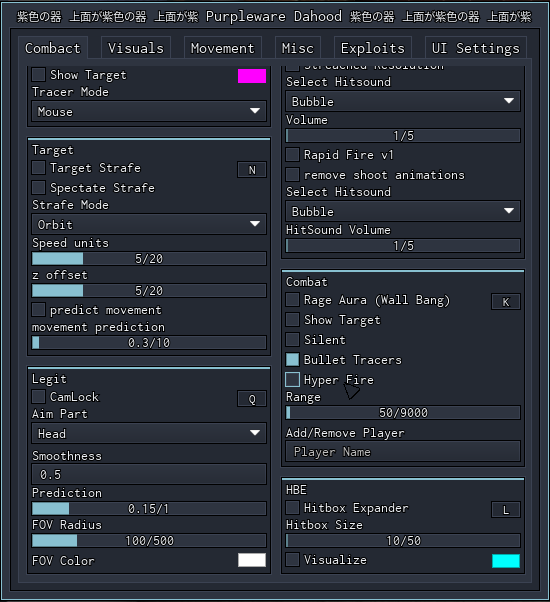 紫色の器 上面が紫色の器 上面が紫 Purpleware Dahood 紫色の器 上面が紫色の器 上面が紫
Combact Visuals Movement Misc Exploits UI Settings
Show Target
Tracer Mode
Mouse
Target
Target Strafe N
Spectate Strafe
Strafe Mode
Orbit
Speed units
5/20
z offset
5/20
predict movement
movement prediction
0.3/10
Legit
CamLock Q
Aim Part
Head
Smoothness
0.5
Prediction
0.15/1
FOV Radius
100/500
FOV Color
Streached Resolution
Select Hitsound
Bubble
Volume
1/5
Rapid Fire v1
remove shoot animations
Select Hitsound
Bubble
HitSound Volume
1/5
Combat
Rage Aura (Wall Bang) K
Show Target
Silent
Bullet Tracers
Hyper Fire
Range
50/9000
Add/Remove Player
Player Name
HBE
Hitbox Expander L
Hitbox Size
10/50
Visualize